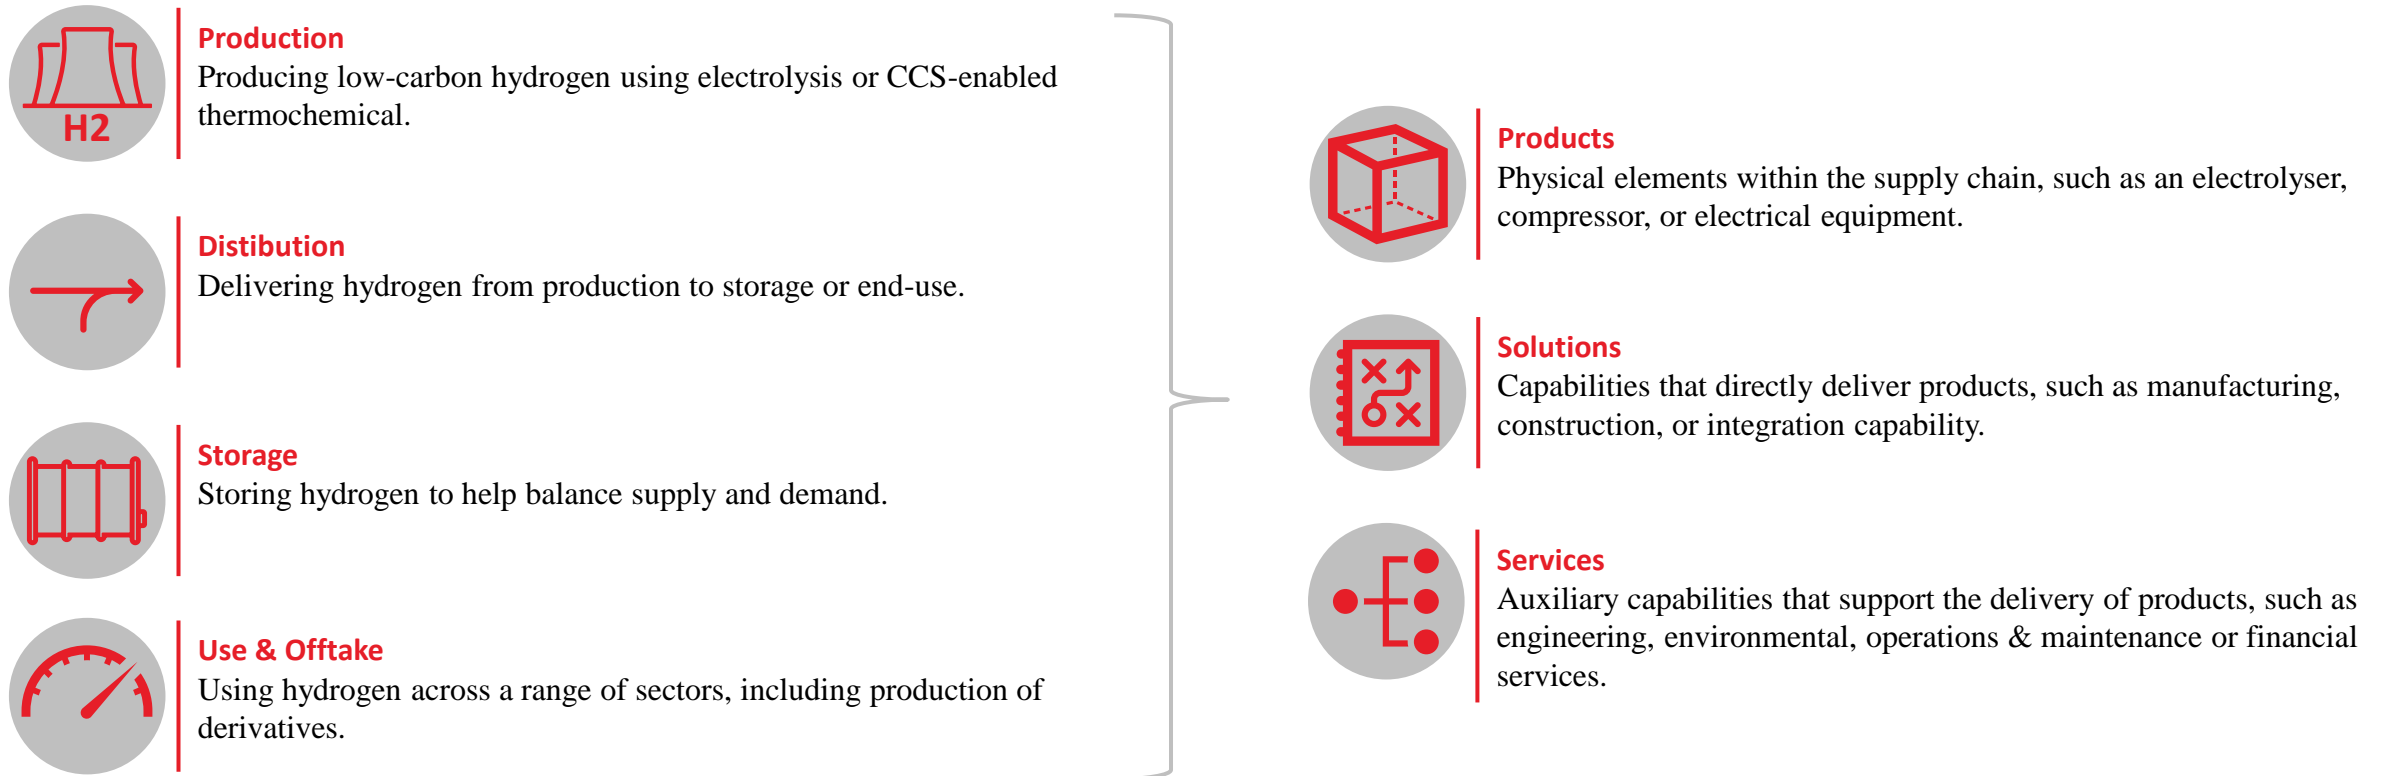 H2
Production
Producing low-carbon hydrogen using electrolysis or CCS-enabled
thermochemical.
Distibution
Delivering hydrogen from production to storage or end-use.
Storage
Storing hydrogen to help balance supply and demand.
Use & Offtake
Using hydrogen across a range of sectors, including production of
derivatives.
Products
Physical elements within the supply chain, such as an electrolyser,
compressor, or electrical equipment.
Solutions
Capabilities that directly deliver products, such as manufacturing,
construction, or integration capability.
Services
Auxiliary capabilities that support the delivery of products, such as
engineering, environmental, operations & maintenance or financial
services.